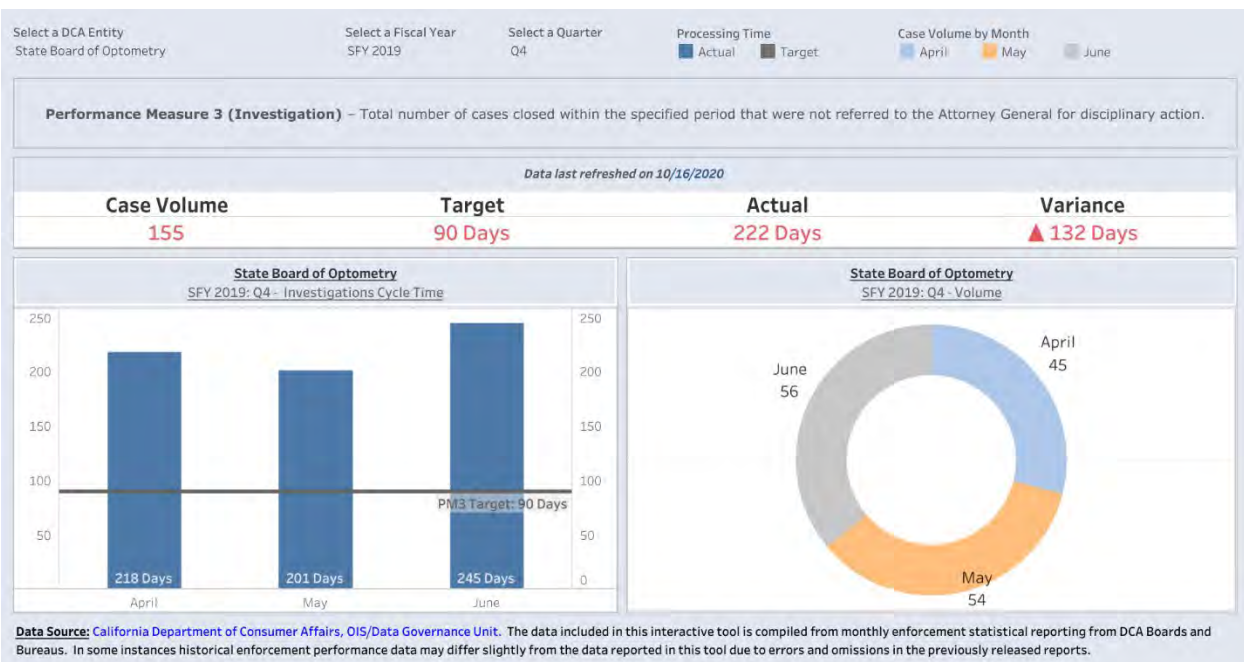 Select a DCA Entity
State Board of Optometry
Select a Fiscal Year
SFY 2019
Select a Quarter
Q4
Processing Time
Actual Target
Case Volume by Month
April May June
Performance Measure 3 (Investigation) – Total number of cases closed within the specified period that were not referred to the Attorney General for disciplinary action.
Data last refreshed on 10/16/2020
Case Volume Target Actual Variance
155 90 Days 222 Days ▲ 132 Days
State Board of Optometry
SFY 2019: Q4 - Investigations Cycle Time
250 250
200 200
150 150
100 100
PM3 Target: 90 Days
50 50
218 Days 201 Days 245 Days 0
April May June
State Board of Optometry
SFY 2019: Q4 - Volume
April
45
June
56
May
54
Data Source: California Department of Consumer Affairs, OIS/Data Governance Unit. The data included in this interactive tool is compiled from monthly enforcement statistical reporting from DCA Boards and
Bureaus. In some instances historical enforcement performance data may differ slightly from the data reported in this tool due to errors and omissions in the previously released reports.